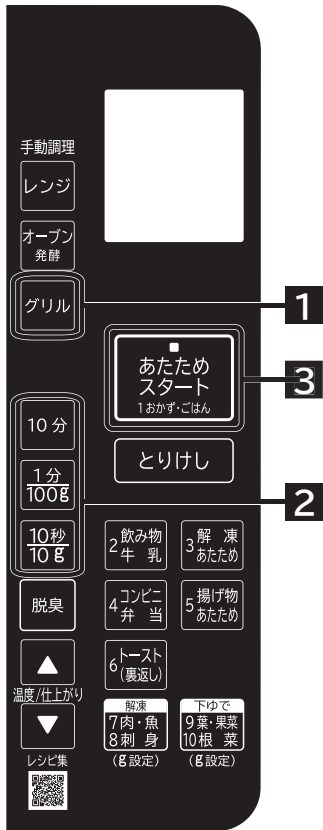 手動調理
レンジ
オーブン
発酵
グリル
1
あたため
スタート
1おかず・ごはん
3
10分
1分
100g
10秒
10g
2
とりけし
2飲み物
牛乳
3解凍
あたため
脱臭
4コンビニ
弁当
5揚げ物
あたため
温度/仕上がり
6トースト
(裏返し)
解凍
7肉・魚
8刺身
(g設定)
下ゆで
9葉・果菜
10根菜
(g設定)
レシピ集